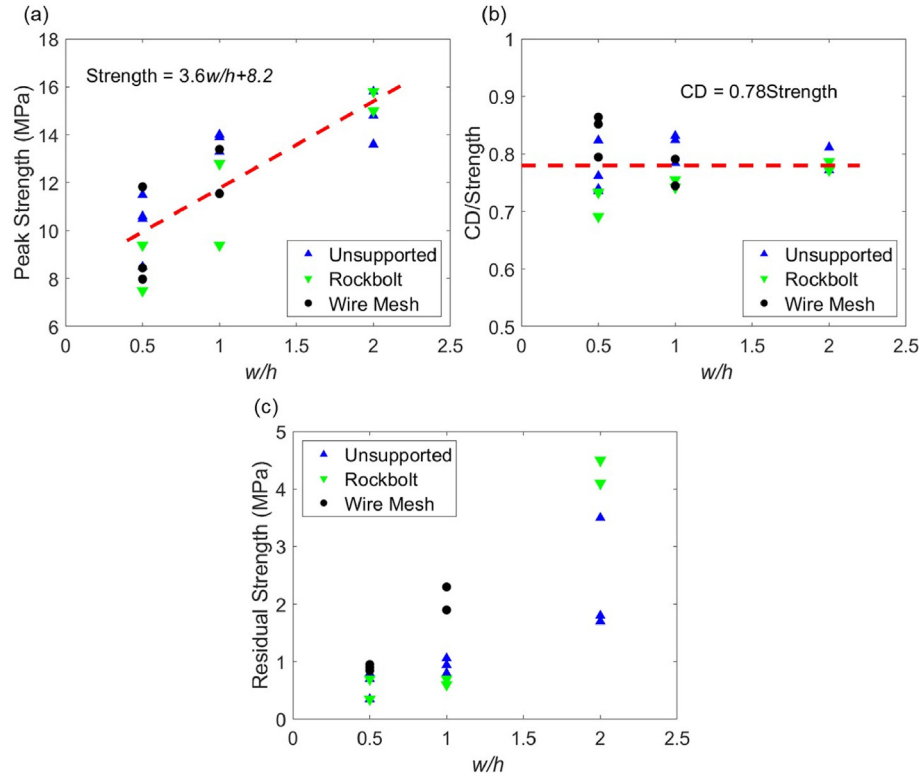 (a)
18
16
14
12
10
8
6
Peak Strength (MPa)
Strength = 3.6w/h+8.2
Unsupported
Rockbolt
Wire Mesh
0 0.5 1 1.5 2 2.5
w/h
(b)
1
0.9
0.8
0.7
0.6
0.5
CD/Strength
CD = 0.78Strength
Unsupported
Rockbolt
Wire Mesh
0 0.5 1 1.5 2 2.5
w/h
(c)
5
4
3
2
1
0
Residual Strength (MPa)
Unsupported
Rockbolt
Wire Mesh
0 0.5 1 1.5 2 2.5
w/h